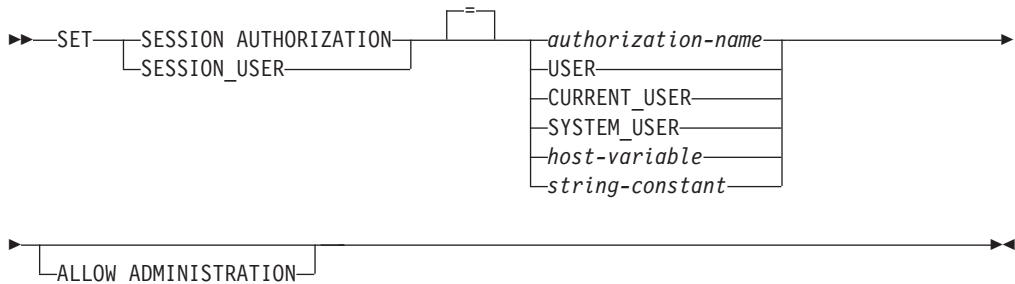 =
SET SESSION AUTHORIZATION authorization-name
SESSION_USER USER
CURRENT_USER
SYSTEM_USER
host-variable
string-constant
ALLOW ADMINISTRATION